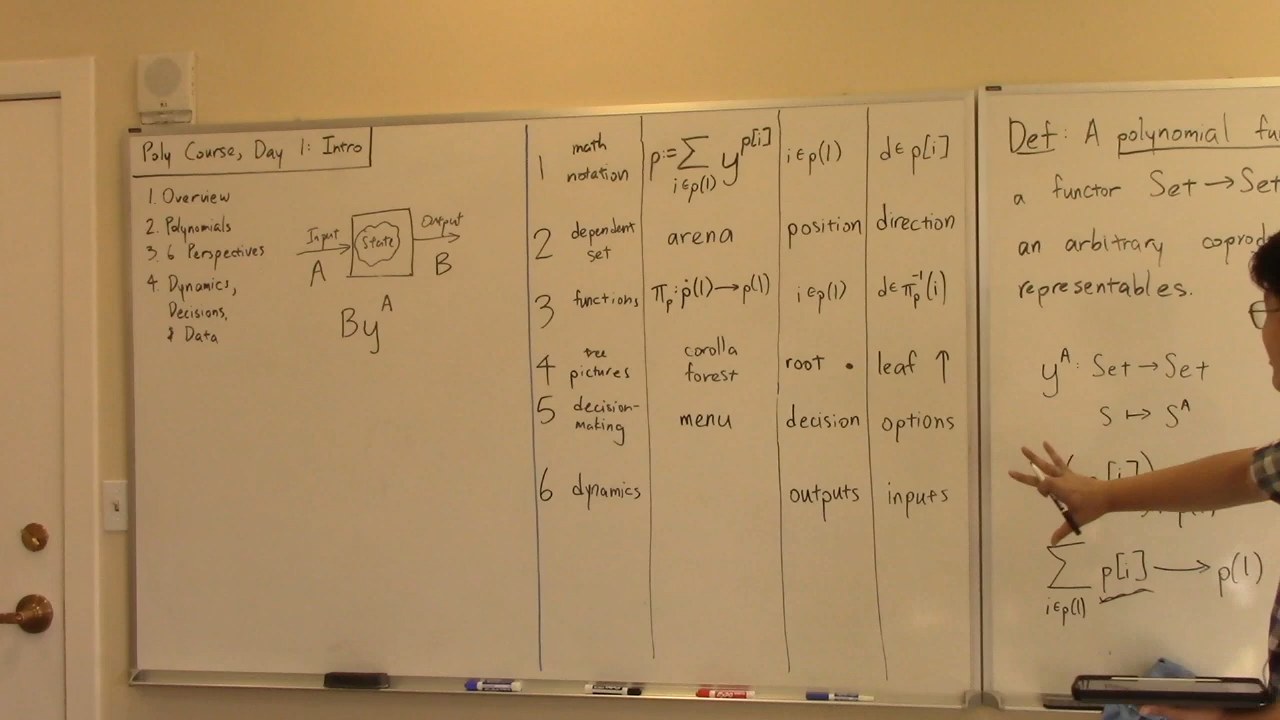 Poly Course, Day 1: Intro
1. Overview
2. Polynomials
3. 6 Perspectives
4. Dynamics,
Decisions,
& Data
Input
A
State
Output
B
By^A
1 math notation p := ∑_{i∈p(1)} y^{p[i]} i∈p(1) d∈p[i]
2 dependent set arena position direction
3 functions π_p: ṗ(1)→p(1) i∈p(1) d∈π_p^{-1}(i)
4 tree pictures corolla forest root • leaf ↑
5 decision-making menu decision options
6 dynamics outputs inputs
Def: A polynomial
a functor Set → Set
an arbitrary
representables.
y^A: Set → Set
S ↦ S^A
∑_{i∈p(1)} p[i] → p(1)